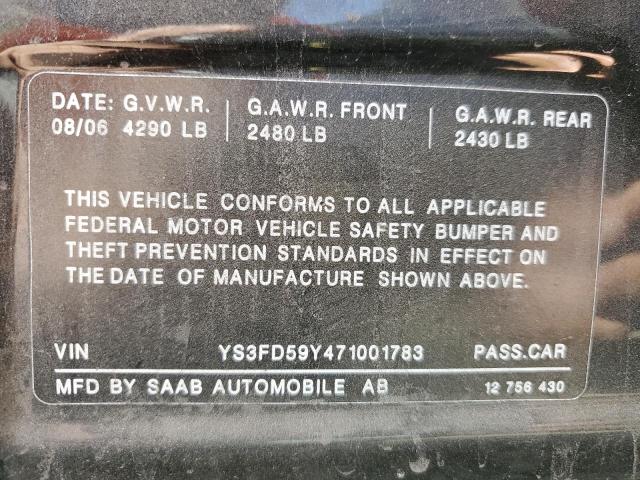 DATE: G.V.W.R. G.A.W.R. FRONT G.A.W.R. REAR
08/06 4290 LB 2480 LB 2430 LB
THIS VEHICLE CONFORMS TO ALL APPLICABLE
FEDERAL MOTOR VEHICLE SAFETY BUMPER AND
THEFT PREVENTION STANDARDS IN EFFECT ON
THE DATE OF MANUFACTURE SHOWN ABOVE.
VIN YS3FD59Y471001783 PASS.CAR
MFD BY SAAB AUTOMOBILE AB 12 756 430